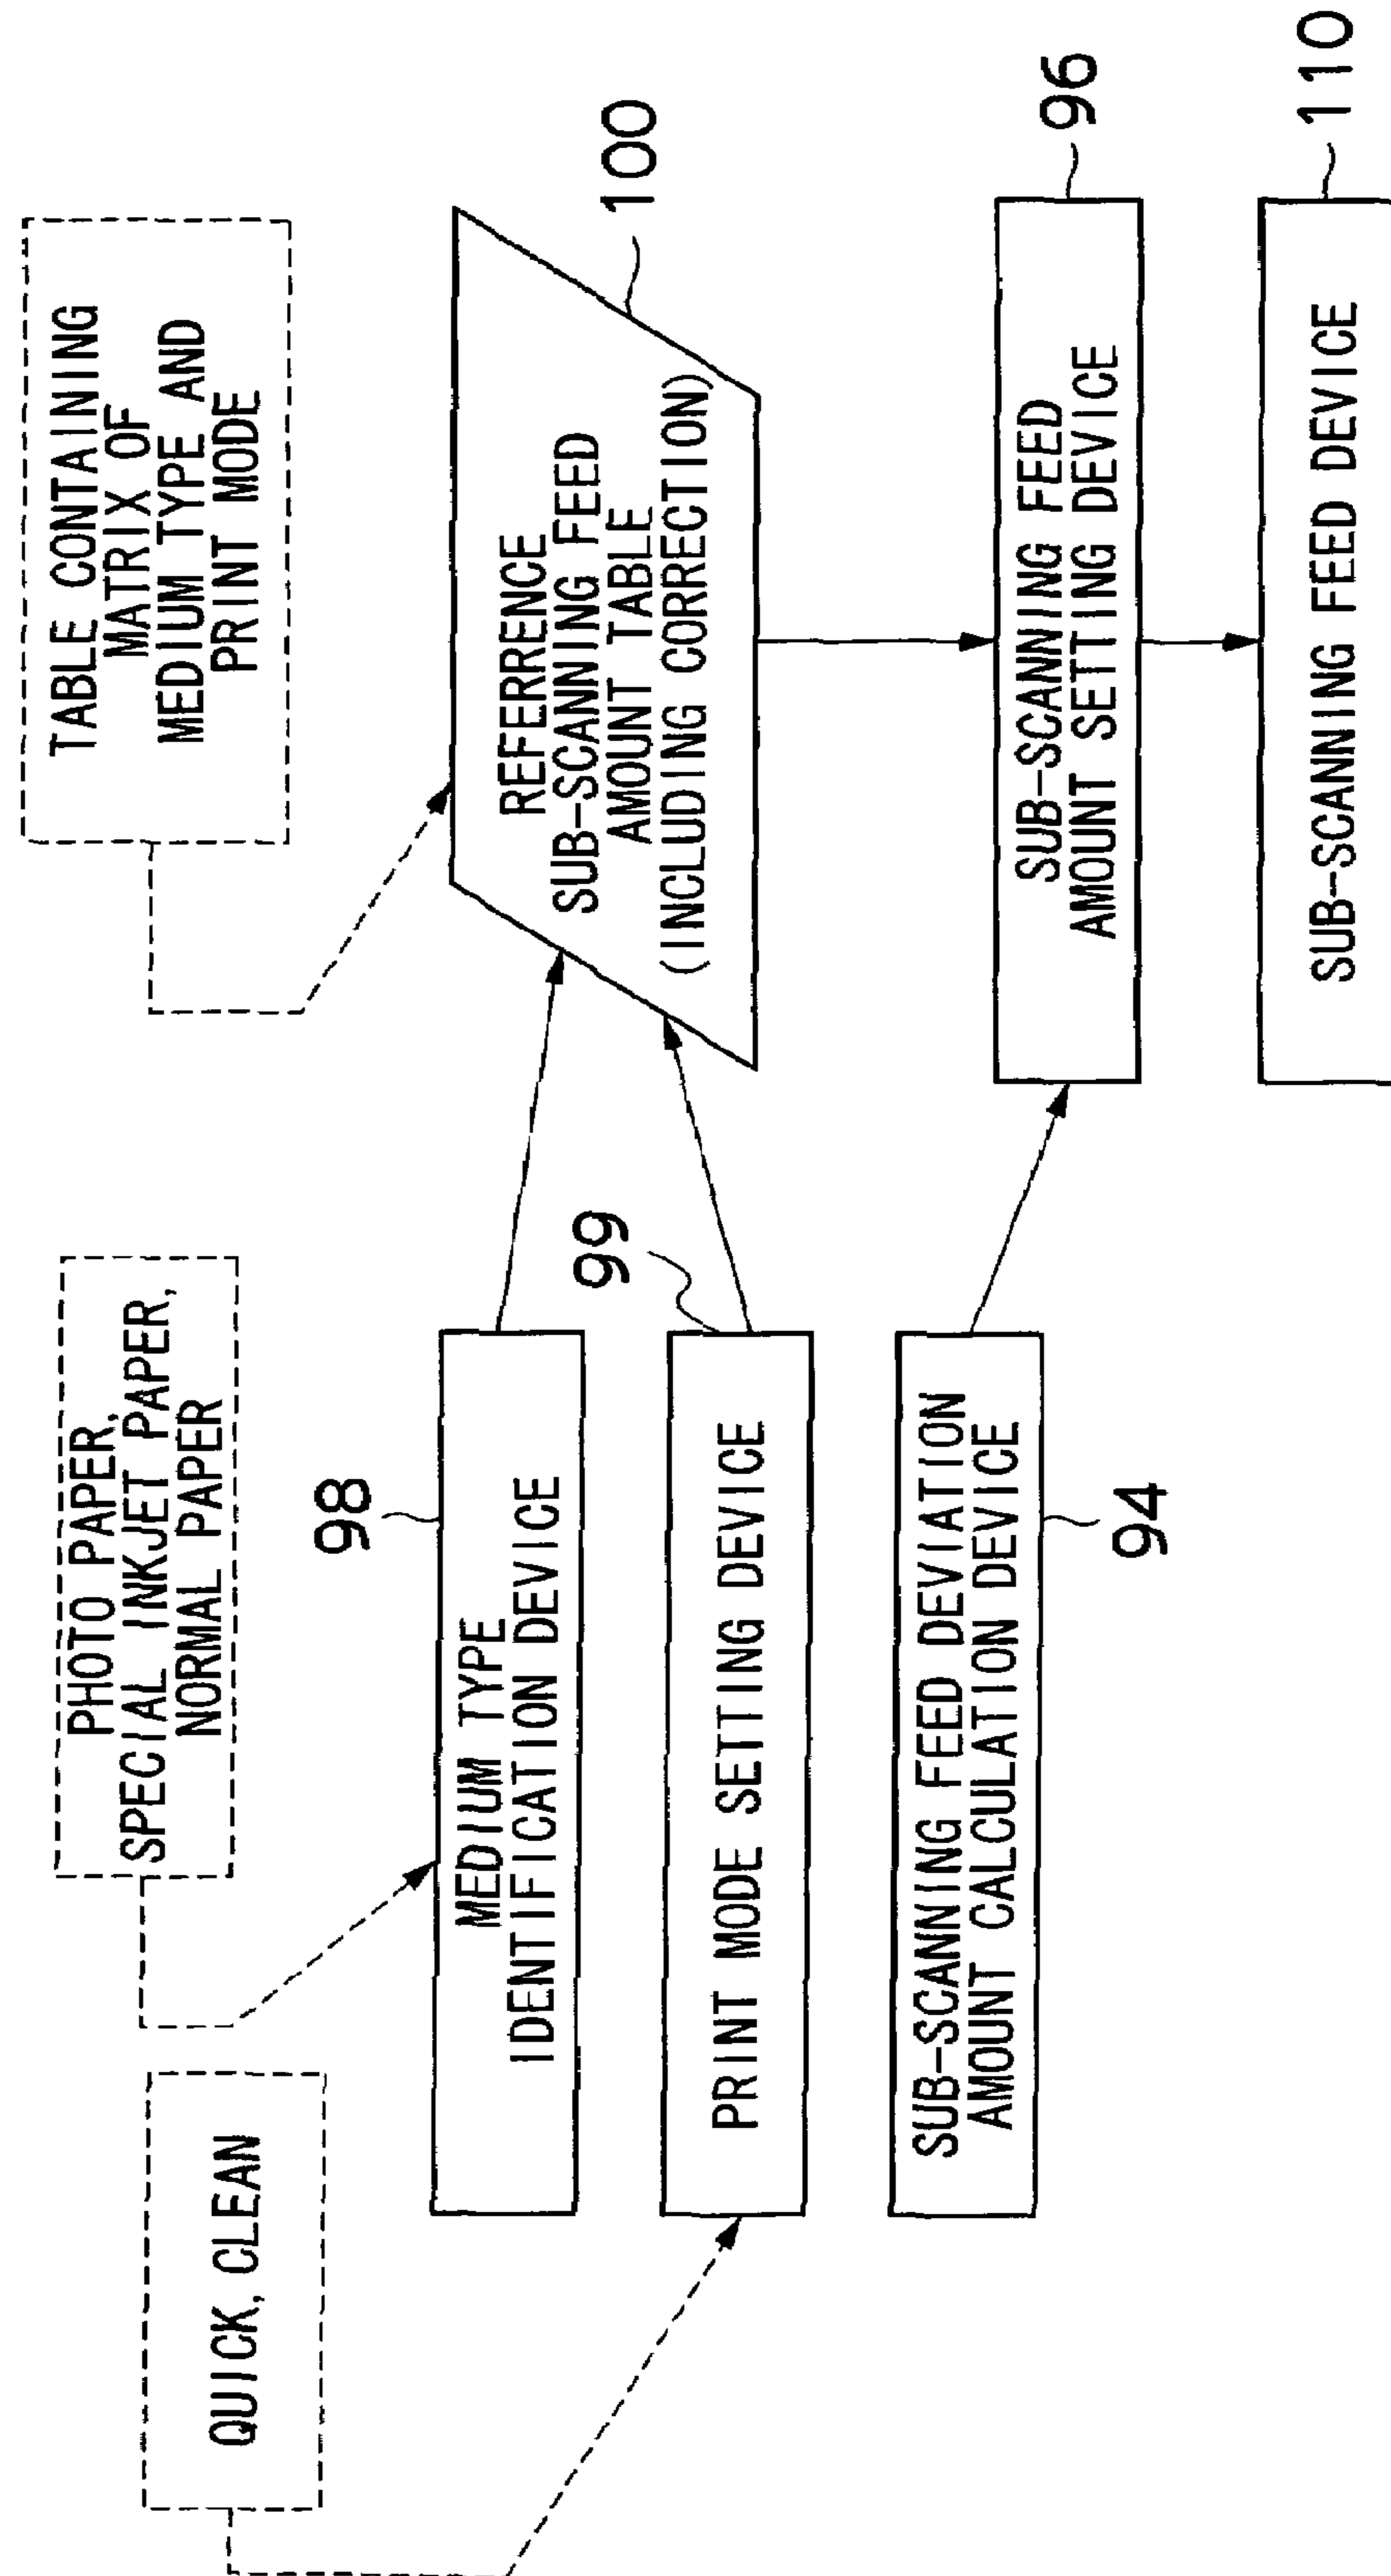 QUICK, CLEAN
PHOTO PAPER,
SPECIAL INKJET PAPER,
NORMAL PAPER
TABLE CONTAINING
MATRIX OF
MEDIUM TYPE AND
PRINT MODE
98
MEDIUM TYPE
IDENTIFICATION DEVICE
99
PRINT MODE SETTING DEVICE
SUB-SCANNING FEED DEVIATION
AMOUNT CALCULATION DEVICE
94
REFERRENCE
SUB-SCANNING FEED
AMOUNT TABLE
(INCLUDING CORRECTION)
100
SUB-SCANNING FEED
AMOUNT SETTING DEVICE
96
SUB-SCANNING FEED DEVICE
110